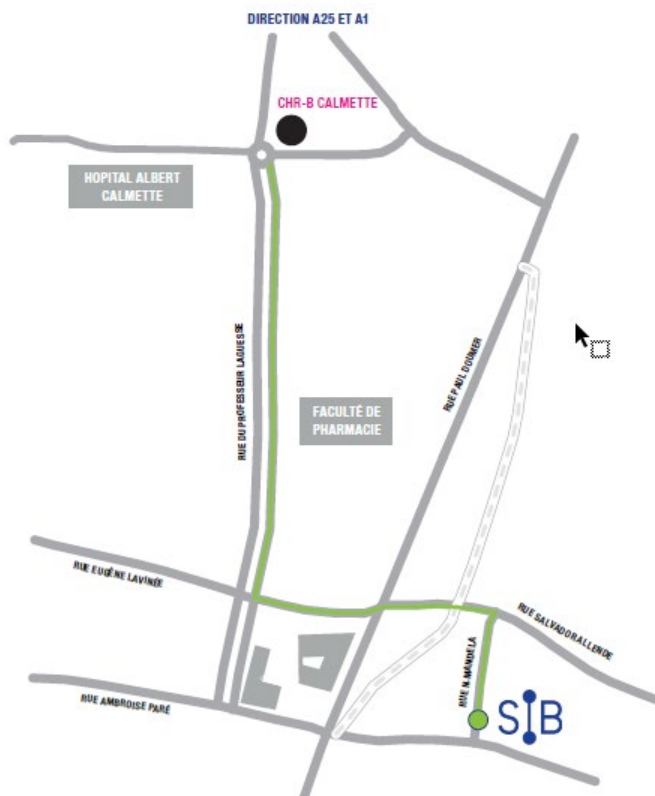 DIRECTION A25 ET A1
CHR-B CALMETTE
HOPITAL ALBERT
CALMETTE
RUE DU PROFESSEUR LAGUESSE
RUE PAUL DOUMER
FACULTÉ DE
PHARMACIE
RUE EUGÈNE LAVINÉE
RUE SALVADOR ALLENDE
RUE N-MANDELA
RUE AMBROISE PARÉ
SIB